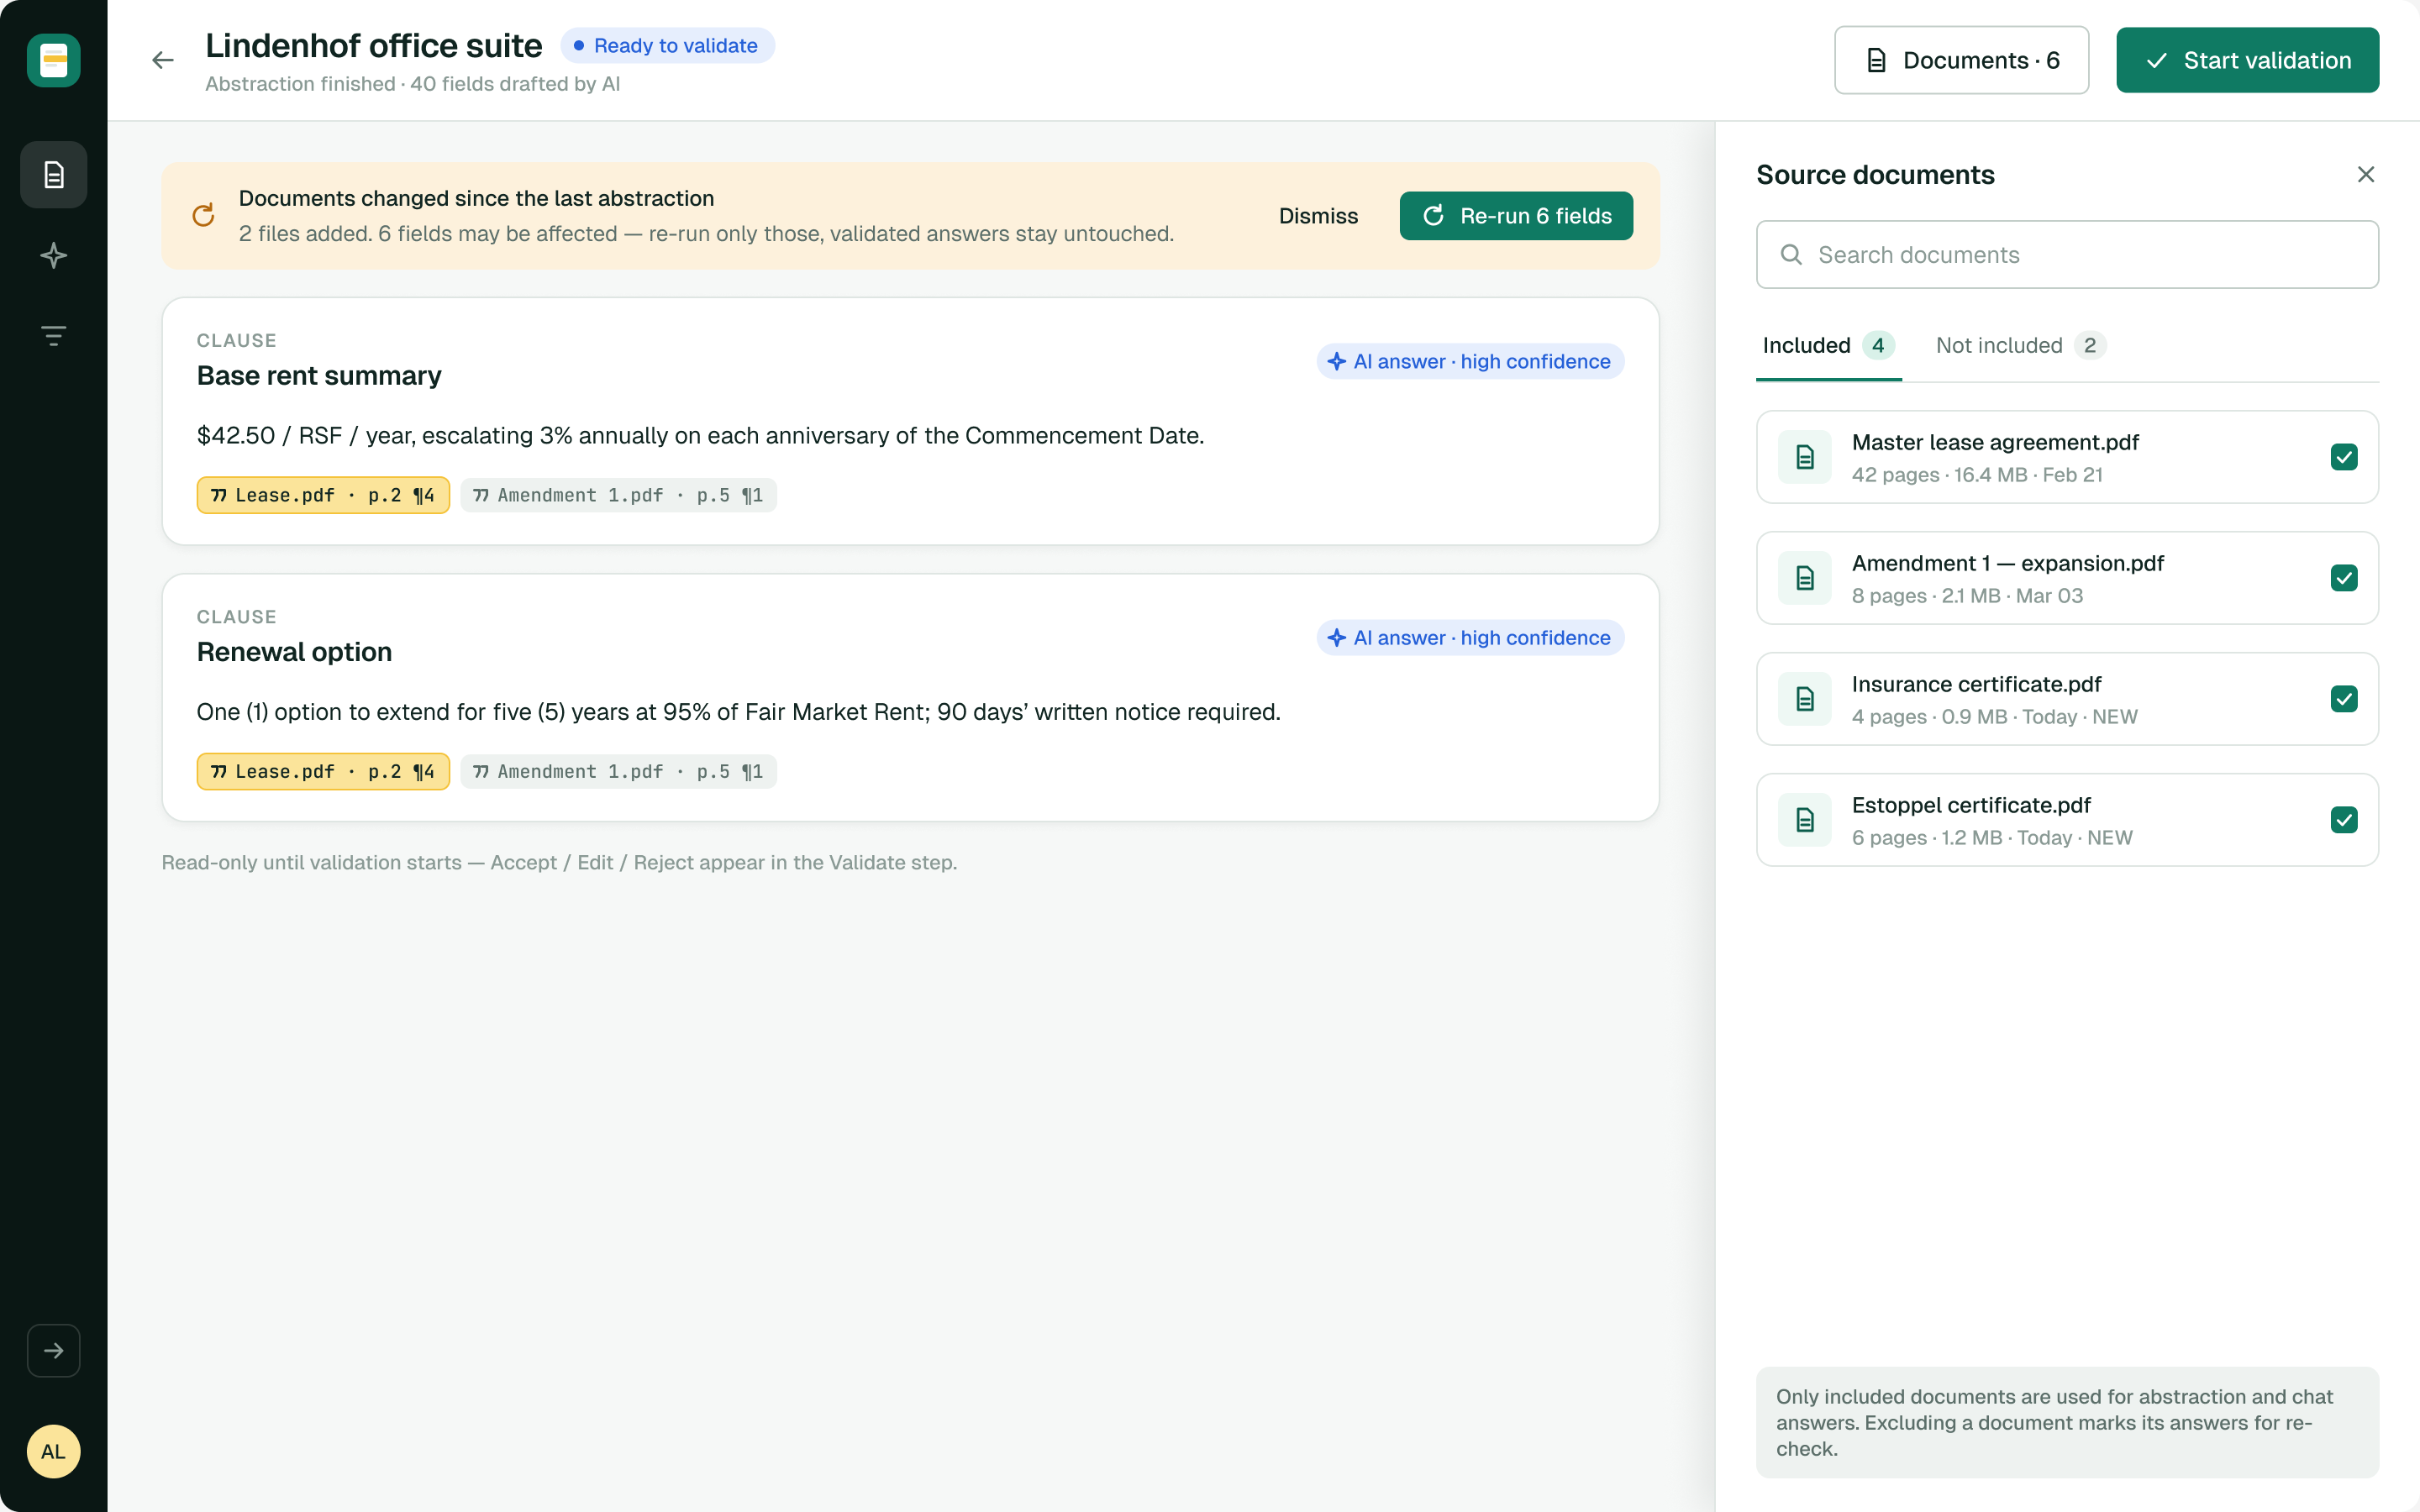 Lindenhof office suite
Ready to validate
Abstraction finished · 40 fields drafted by AI
Documents · 6
Start validation
Documents changed since the last abstraction
2 files added. 6 fields may be affected — re-run only those, validated answers stay untouched.
Dismiss
Re-run 6 fields
CLAUSE
Base rent summary
AI answer · high confidence
$42.50 / RSF / year, escalating 3% annually on each anniversary of the Commencement Date.
Lease.pdf · p.2 ¶4
Amendment 1.pdf · p.5 ¶1
CLAUSE
Renewal option
AI answer · high confidence
One (1) option to extend for five (5) years at 95% of Fair Market Rent; 90 days’ written notice required.
Lease.pdf · p.2 ¶4
Amendment 1.pdf · p.5 ¶1
Read-only until validation starts — Accept / Edit / Reject appear in the Validate step.
Source documents
Search documents
Included 4
Not included 2
Master lease agreement.pdf
42 pages · 16.4 MB · Feb 21
Amendment 1 — expansion.pdf
8 pages · 2.1 MB · Mar 03
Insurance certificate.pdf
4 pages · 0.9 MB · Today · NEW
Estoppel certificate.pdf
6 pages · 1.2 MB · Today · NEW
Only included documents are used for abstraction and chat
answers. Excluding a document marks its answers for re-
check.
AL